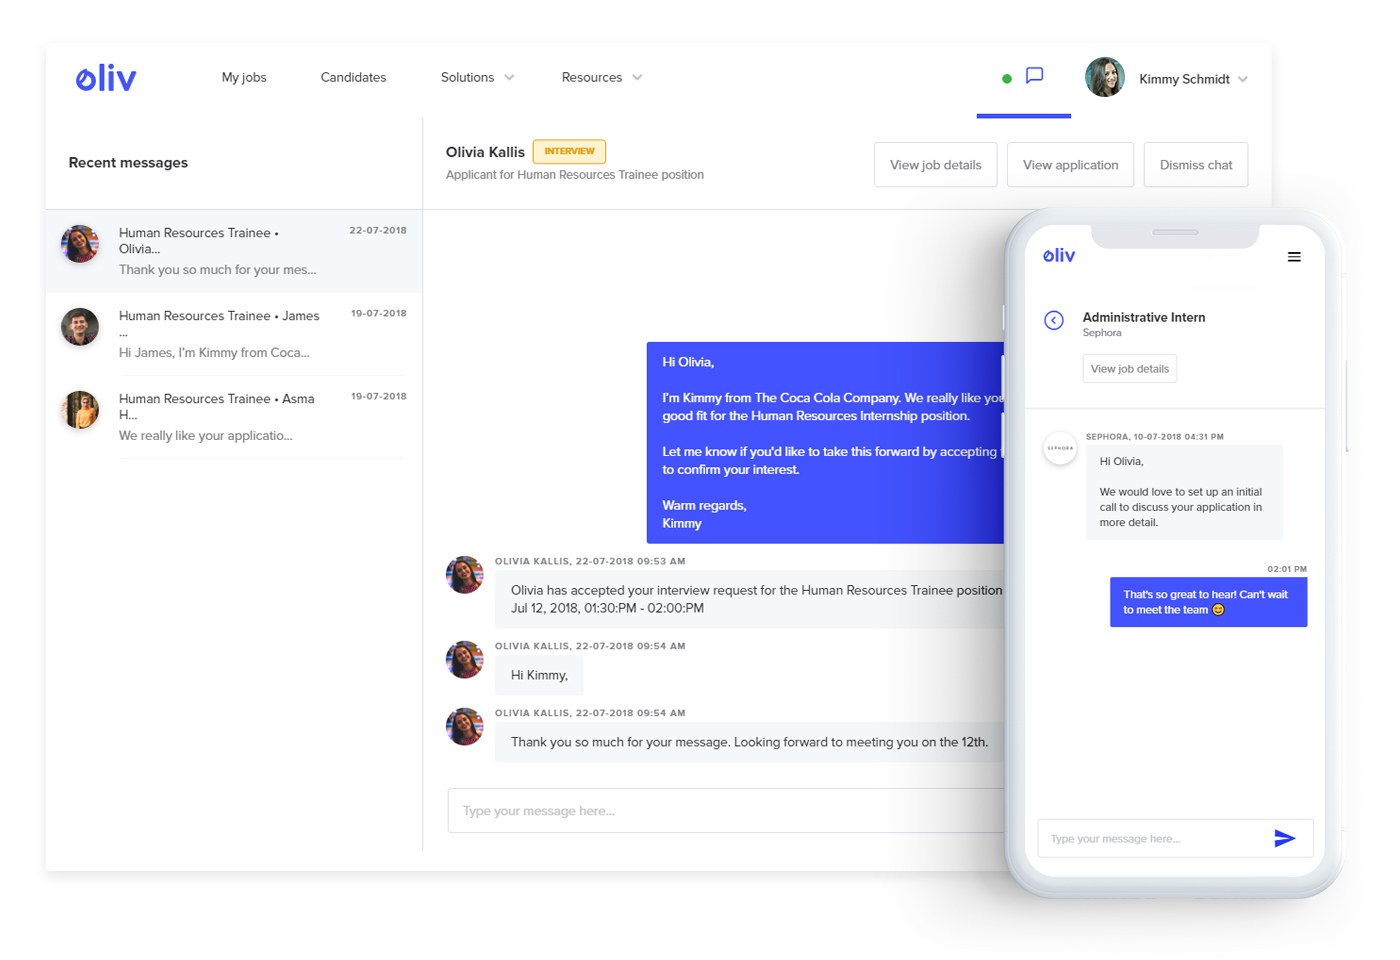 oliv
My jobs
Candidates
Solutions
Resources
Kimmy Schmidt
Recent messages
Human Resources Trainee • Olivia...
22-07-2018
Thank you so much for your mes...
Human Resources Trainee • James ...
19-07-2018
Hi James, I'm Kimmy from Coca...
Human Resources Trainee • Asma H...
19-07-2018
We really like your applicatio...
Olivia Kallis
INTERVIEW
Applicant for Human Resources Trainee position
View job details
View application
Dismiss chat
Hi Olivia,
I'm Kimmy from The Coca Cola Company. We really like you
good fit for the Human Resources Internship position.
Let me know if you'd like to take this forward by accepting
to confirm your interest.
Warm regards,
Kimmy
OLIVIA KALLIS, 22-07-2018 09:53 AM
Olivia has accepted your interview request for the Human Resources Trainee position
Jul 12, 2018, 01:30:PM - 02:00:PM
OLIVIA KALLIS, 22-07-2018 09:54 AM
Hi Kimmy,
OLIVIA KALLIS, 22-07-2018 09:54 AM
Thank you so much for your message. Looking forward to meeting you on the 12th.
Type your message here...
oliv
Administrative Intern
Sephora
View job details
SEPHORA, 10-07-2018 04:31 PM
SEPHORA
Hi Olivia,
We would love to set up an initial
call to discuss your application in
more detail.
02:01 PM
That's so great to hear! Can't wait
to meet the team 😊
Type your message here...